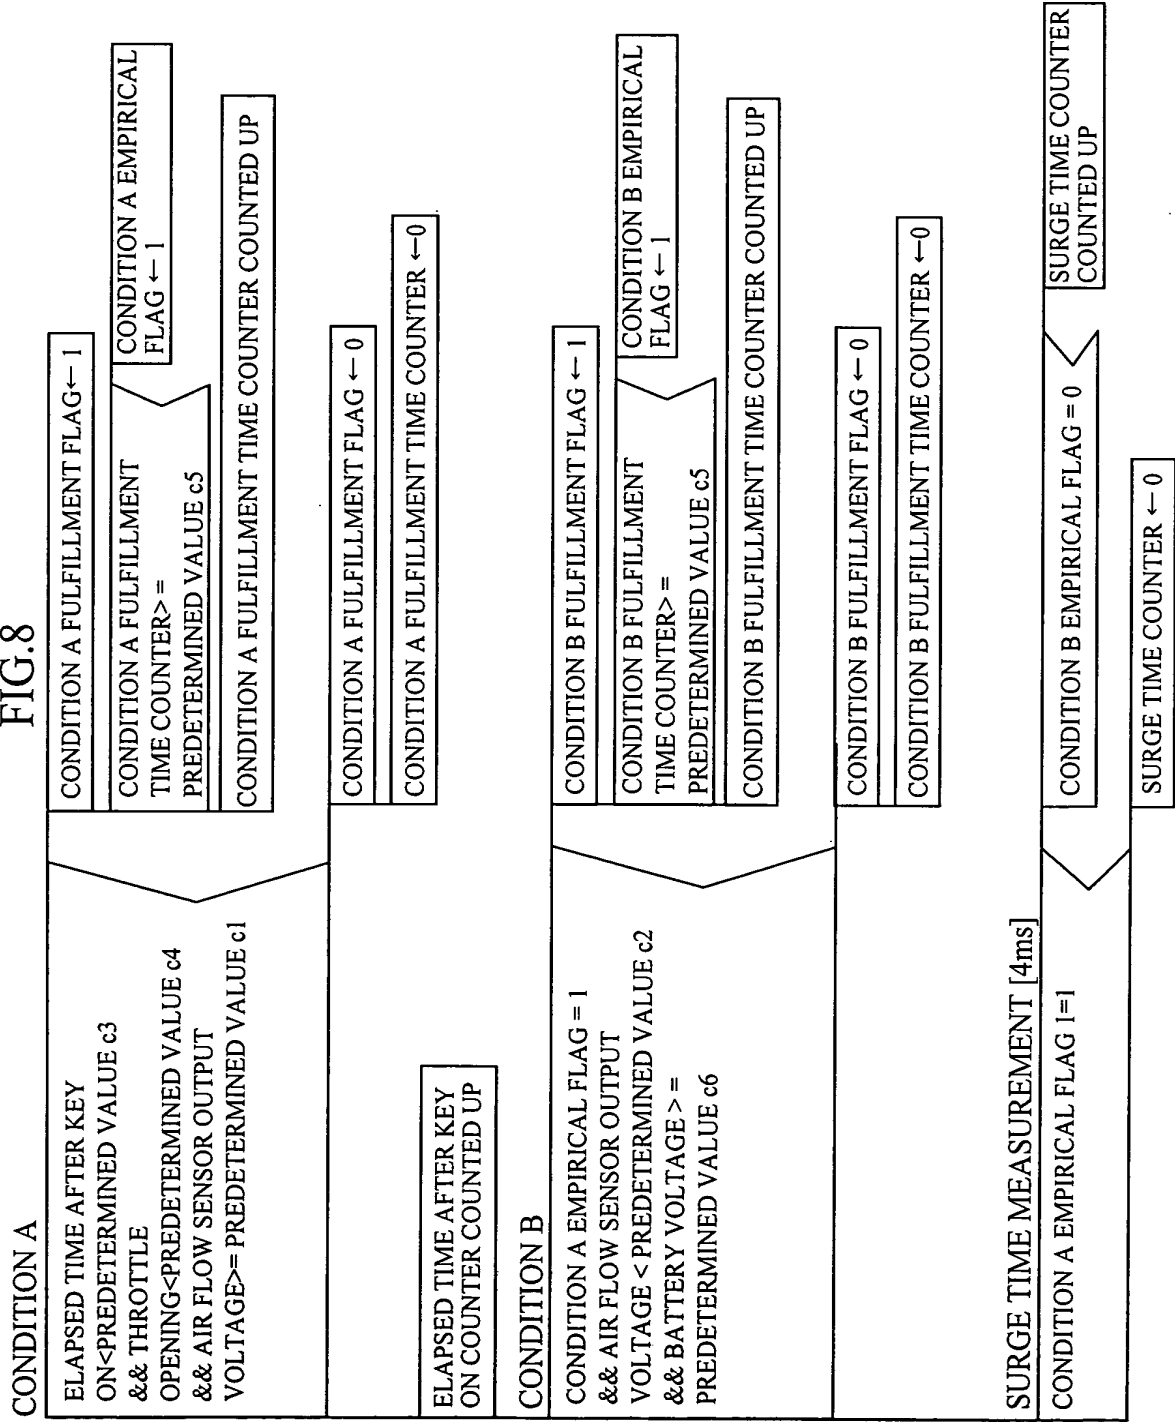 FIG.8
CONDITION A
ELAPSED TIME AFTER KEY
ON<PREDETERMINED VALUE c3
&& THROTTLE
OPENING<PREDETERMINED VALUE c4
&& AIR FLOW SENSOR OUTPUT
VOLTAGE>= PREDETERMINED VALUE c1
CONDITION A FULFILLMENT FLAG← 1
CONDITION A FULFILLMENT
TIME COUNTER> =
PREDETERMINED VALUE c5
CONDITION A EMPIRICAL
FLAG ← 1
CONDITION A FULFILLMENT TIME COUNTER COUNTED UP
CONDITION A FULFILLMENT FLAG ← 0
CONDITION A FULFILLMENT TIME COUNTER ←0
ELAPSED TIME AFTER KEY
ON COUNTER COUNTED UP
CONDITION B
CONDITION A EMPIRICAL FLAG = 1
&& AIR FLOW SENSOR OUTPUT
VOLTAGE < PREDETERMINED VALUE c2
&& BATTERY VOLTAGE > =
PREDETERMINED VALUE c6
CONDITION B FULFILLMENT FLAG ← 1
CONDITION B FULFILLMENT
TIME COUNTER> =
PREDETERMINED VALUE c5
CONDITION B EMPIRICAL
FLAG ← 1
CONDITION B FULFILLMENT TIME COUNTER COUNTED UP
CONDITION B FULFILLMENT FLAG ← 0
CONDITION B FULFILLMENT TIME COUNTER ←0
SURGE TIME MEASUREMENT [4ms]
CONDITION A EMPIRICAL FLAG 1=1
CONDITION B EMPIRICAL FLAG = 0
SURGE TIME COUNTER
COUNTED UP
SURGE TIME COUNTER ← 0